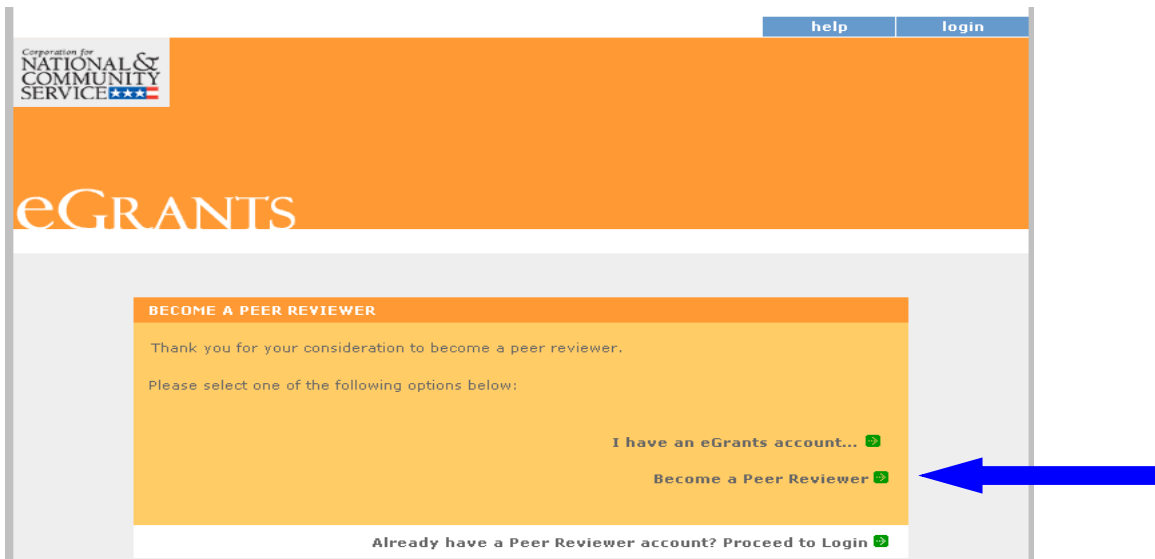 help login
Corporation for
NATIONAL &
COMMUNITY
SERVICE
eGRANTS
BECOME A PEER REVIEWER
Thank you for your consideration to become a peer reviewer.
Please select one of the following options below:
I have an eGrants account...
Become a Peer Reviewer
Already have a Peer Reviewer account? Proceed to Login